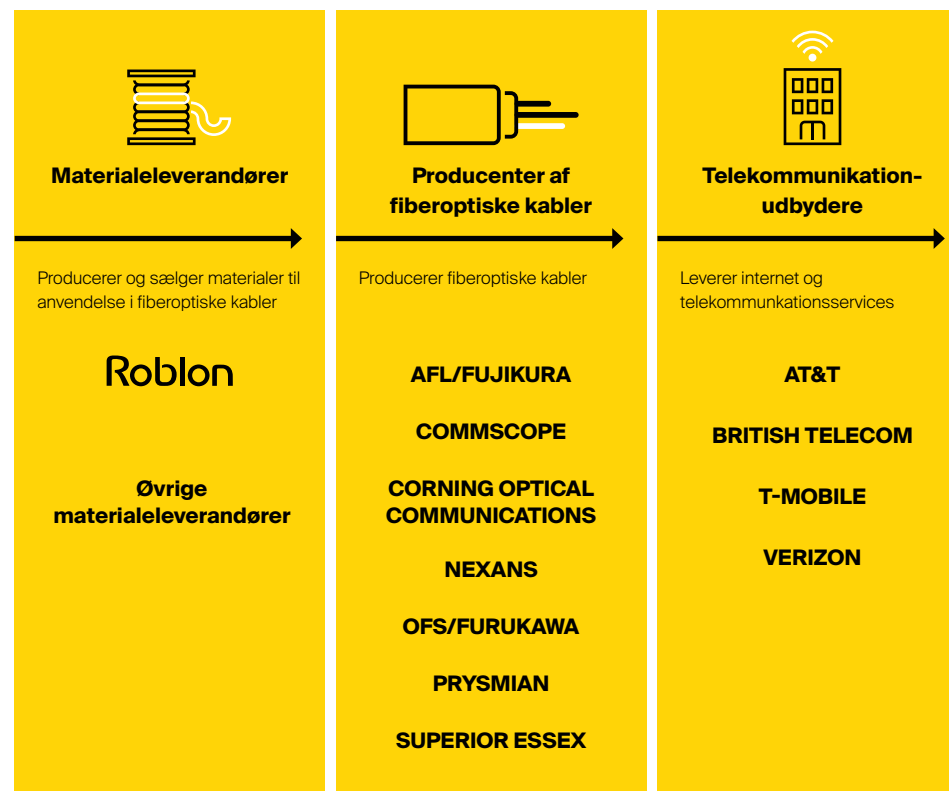 Materialeleverandører
Producerer og sælger materialer til
anvendelse i fiberoptiske kabler
Roblon
Øvrige
materialeleverandører
Producenter af
fiberoptiske kabler
Producerer fiberoptiske kabler
AFL/FUJIKURA
COMMSCOPE
CORNING OPTICAL
COMMUNICATIONS
NEXANS
OFS/FURUKAWA
PRYSMIAN
SUPERIOR ESSEX
Telekommunikation-
udbydere
Leverer internet og
telekommunkationsservices
AT&T
BRITISH TELECOM
T-MOBILE
VERIZON